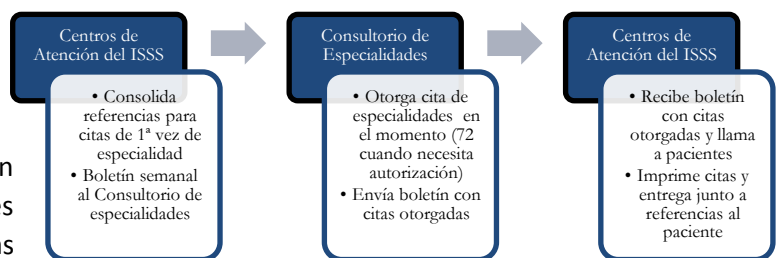 Centros de
Atención del ISSS
• Consolida
referencias para
citas de 1ª vez de
especialidad
• Boletín semanal
al Consultorio de
especialidades
Consultorio de
Especialidades
• Otorga cita de
especialidades en
el momento (72
cuando necesita
autorización)
• Envía boletín con
citas otorgadas
Centros de
Atención del ISSS
• Recibe boletín
con citas
otorgadas y llama
a pacientes
• Imprime citas y
entrega junto a
referencias al
paciente